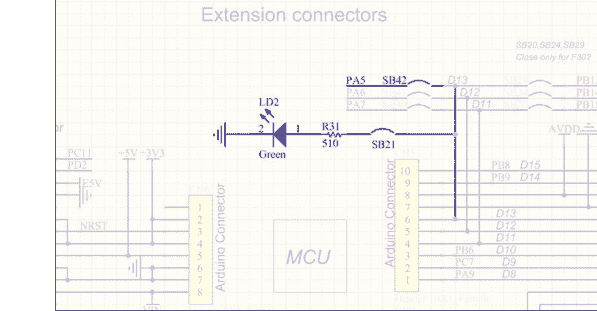 Extension connectors
SB20,SB24,SB29
Close only for F302
PA5 SB42 D13 PB1
PA6 D12 PB1
PA7 D11 PB1
LD2
2 1 R31
510
Green
SB21
AVDD
PC11 +5V +3V3
PD2
E5V
NRST
1
2
3
4
5
6
7
8
Arduino Connector
MCU
Arduino Connector
10 PB8 D15
9 PB9 D14
8
7
6 D13
5 D12
4 D11
3 PB6 D10
2 PC7 D9
1 PA9 D8